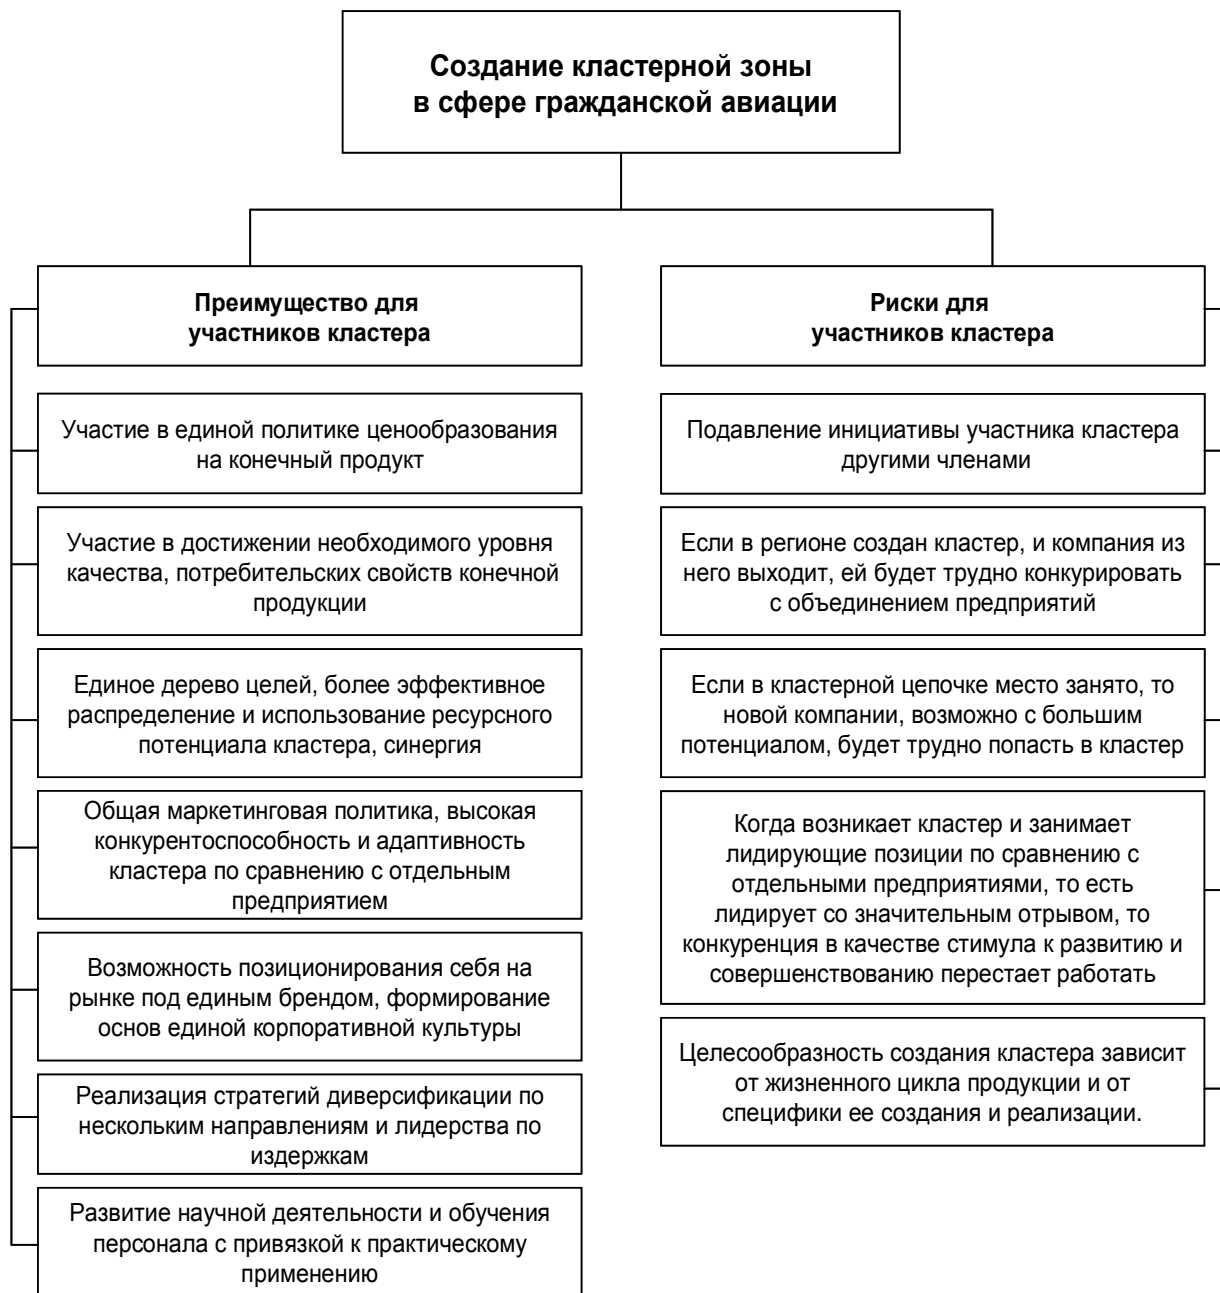 Создание кластерной зоны
в сфере гражданской авиации
Преимущество для
участников кластера
Участие в единой политике ценообразования
на конечный продукт
Участие в достижении необходимого уровня
качества, потребительских свойств конечной
продукции
Единое дерево целей, более эффективное
распределение и использование ресурсного
потенциала кластера, синергия
Общая маркетинговая политика, высокая
конкурентоспособность и адаптивность
кластера по сравнению с отдельным
предприятием
Возможность позиционирования себя на
рынке под единым брендом, формирование
основ единой корпоративной культуры
Реализация стратегий диверсификации по
нескольким направлениям и лидерства по
издержкам
Развитие научной деятельности и обучения
персонала с привязкой к практическому
применению
Риски для
участников кластера
Подавление инициативы участника кластера
другими членами
Если в регионе создан кластер, и компания из
него выходит, ей будет трудно конкурировать
с объединением предприятий
Если в кластерной цепочке место занято, то
новой компании, возможно с большим
потенциалом, будет трудно попасть в кластер
Когда возникает кластер и занимает
лидирующие позиции по сравнению с
отдельными предприятиями, то есть
лидирует со значительным отрывом, то
конкуренция в качестве стимула к развитию и
совершенствованию перестает работать
Целесообразность создания кластера зависит
от жизненного цикла продукции и от
специфики ее создания и реализации.